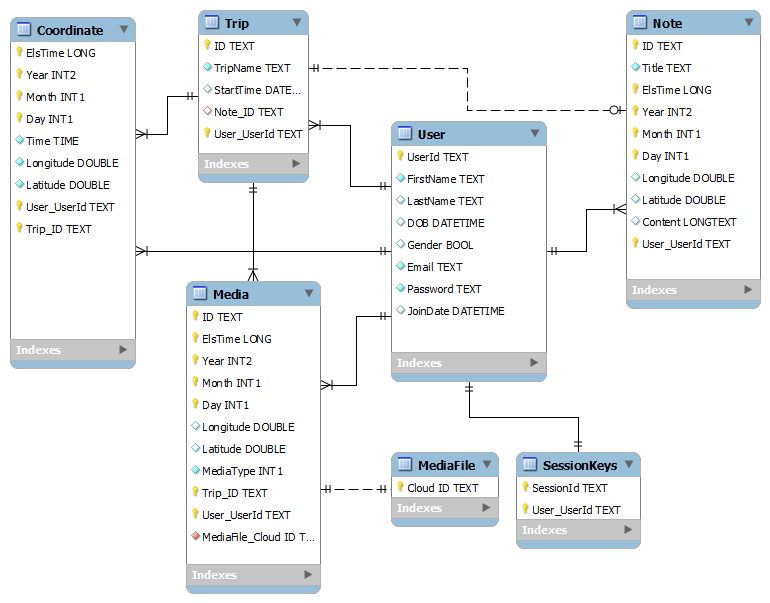 Coordinate
ElsTime LONG
Year INT2
Month INT1
Day INT1
Time TIME
Longitude DOUBLE
Latitude DOUBLE
User_UserId TEXT
Trip_ID TEXT
Indexes
Trip
ID TEXT
TripName TEXT
StartTime DATE...
Note_ID TEXT
User_UserId TEXT
Indexes
Note
ID TEXT
Title TEXT
ElsTime LONG
Year INT2
Month INT1
Day INT1
Longitude DOUBLE
Latitude DOUBLE
Content LONGTEXT
User_UserId TEXT
Indexes
User
UserId TEXT
FirstName TEXT
LastName TEXT
DOB DATETIME
Gender BOOL
Email TEXT
Password TEXT
JoinDate DATETIME
Indexes
Media
ID TEXT
ElsTime LONG
Year INT2
Month INT1
Day INT1
Longitude DOUBLE
Latitude DOUBLE
MediaType INT1
Trip_ID TEXT
User_UserId TEXT
MediaFile_Cloud ID T...
Indexes
MediaFile
Cloud ID TEXT
Indexes
SessionKeys
SessionId TEXT
User_UserId TEXT
Indexes